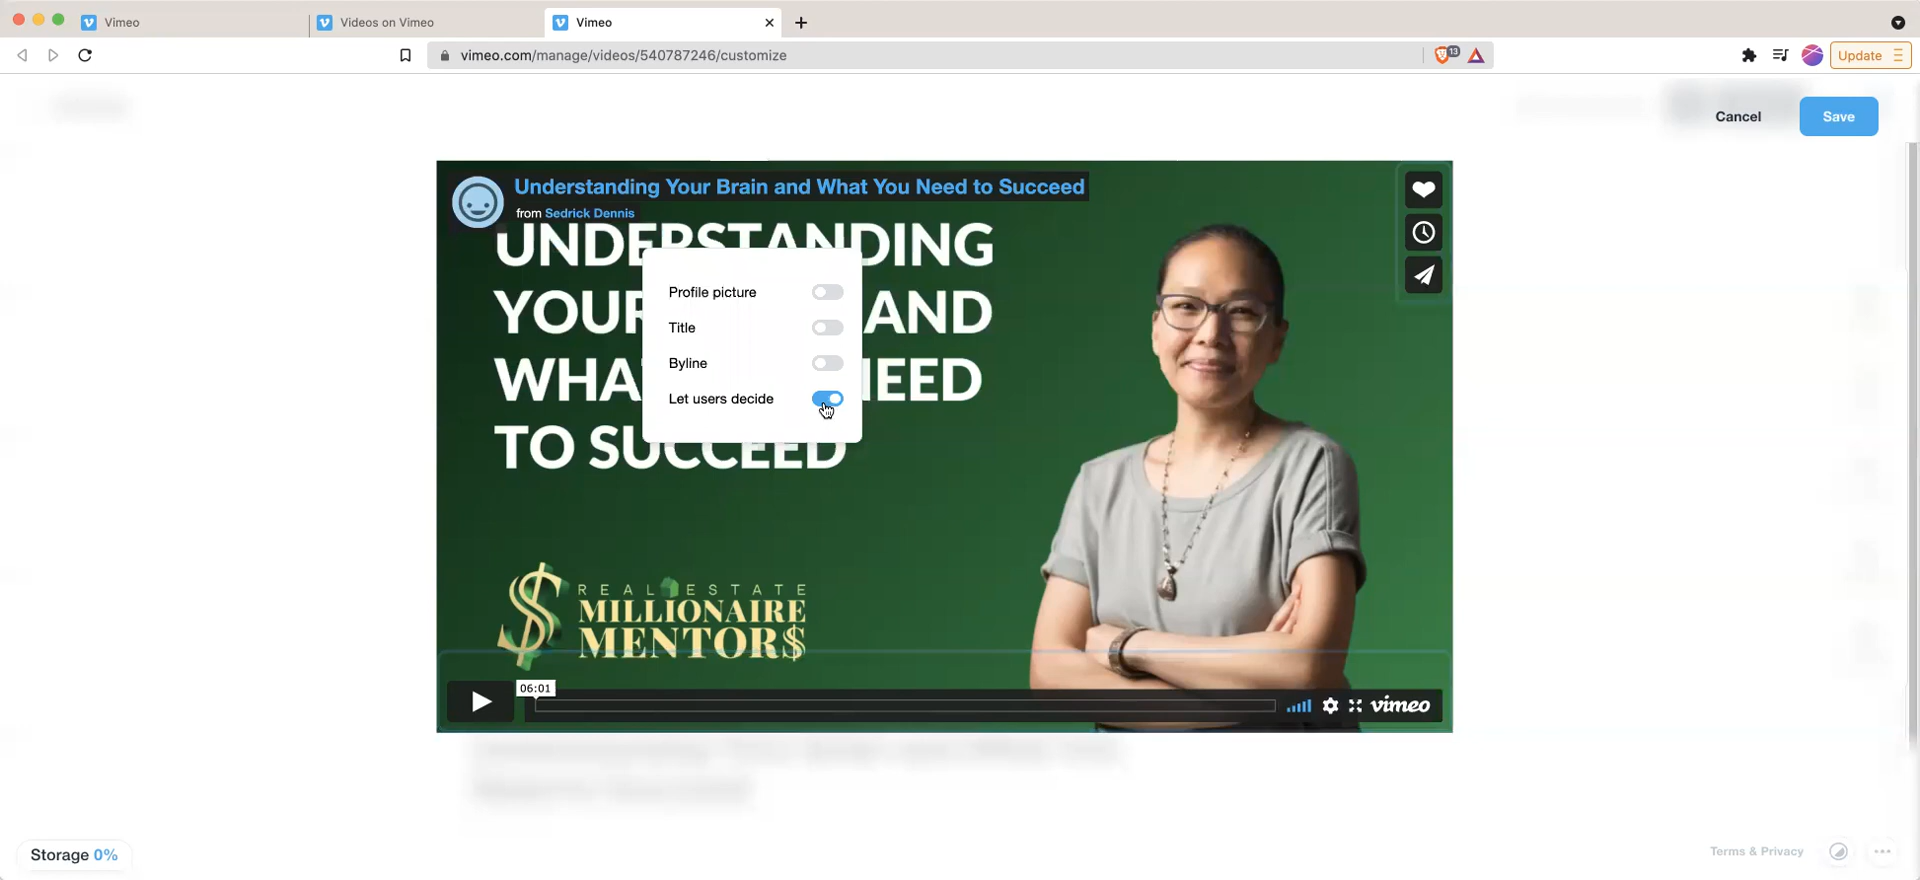 Vimeo
Videos on Vimeo
Vimeo
vimeo.com/manage/videos/540787246/customize
13
Update
Cancel
Save
Understanding Your Brain and What You Need to Succeed
from Sedrick Dennis
UNDERSTANDING
YOUR AND
WHA NEED
TO SUCCEED
Profile picture
Title
Byline
Let users decide
REAL ESTATE
MILLIONAIRE
MENTOR$
06:01
vimeo
Storage 0%
Terms & Privacy